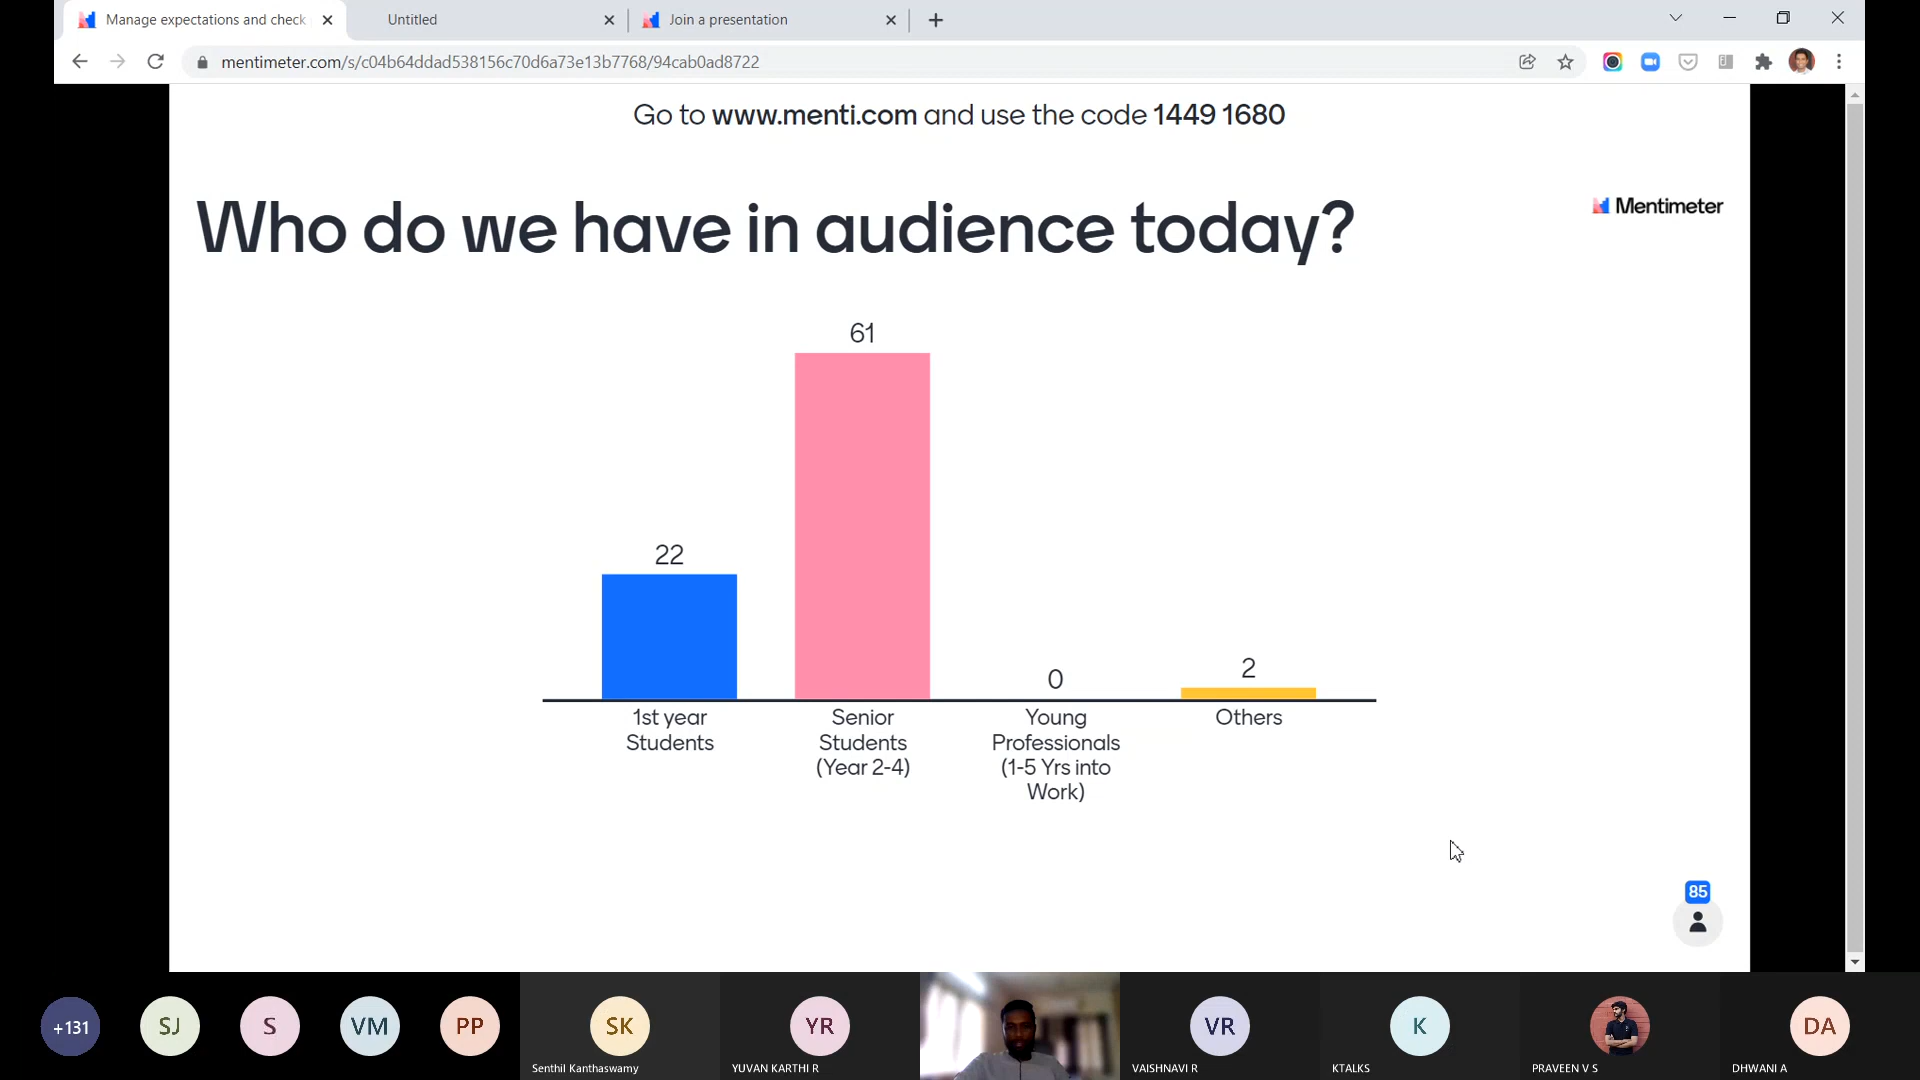 Manage expectations and check
Untitled
Join a presentation
mentimeter.com/s/c04b64ddad538156c70d6a73e13b7768/94cab0ad8722
Go to www.menti.com and use the code 1449 1680
Who do we have in audience today?
Mentimeter
61
22
0
2
1st year
Students
Senior
Students
(Year 2-4)
Young
Professionals
(1-5 Yrs into
Work)
Others
85
+131
SJ
S
VM
PP
SK
Senthil Kanthaswamy
YR
YUVAN KARTHI R
VR
VAISHNAVI R
K
KTALKS
PRAVEEN V S
DA
DHWANI A